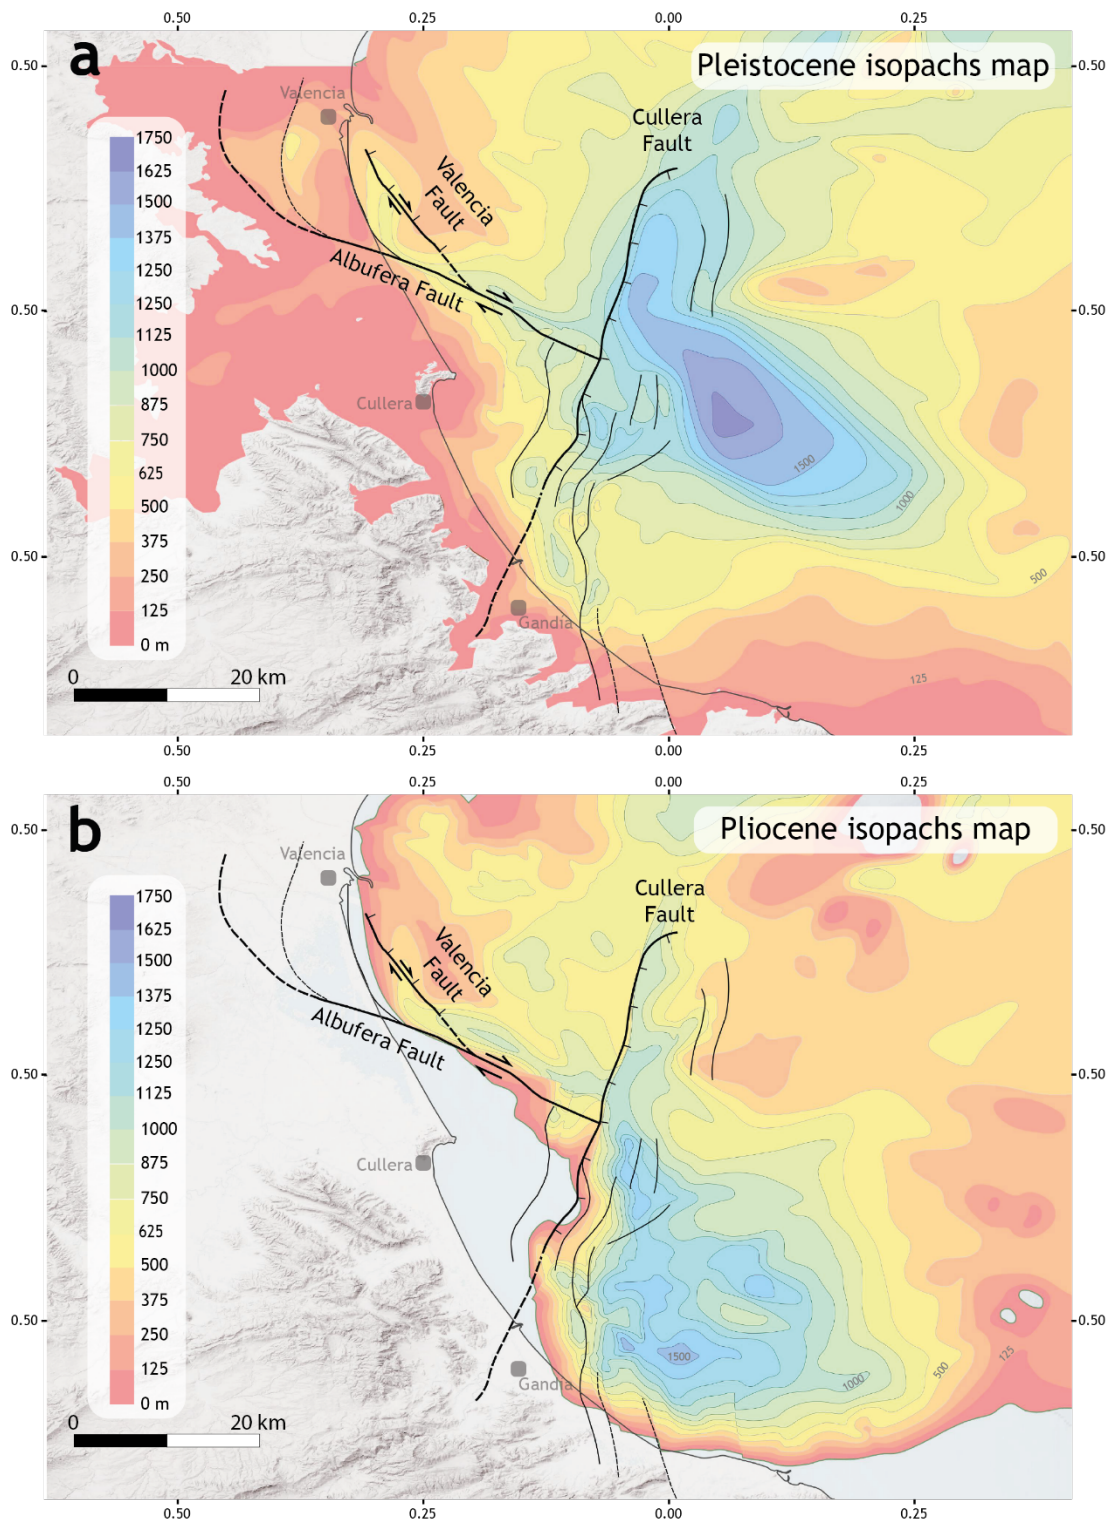 0.50
0.25
0.00
0.25
a
Pleistocene isopachs map
0.50
0.50
Valencia
Cullera
Fault
1750
1625
1500
1375
1250
1250
1125
1000
875
750
625
500
375
250
125
0 m
Valencia
Fault
Albufera Fault
0.50
0.50
Cullera
1500
1000
0.50
0.50
500
Gandia
125
0
20 km
0.50
0.25
0.00
0.25
0.50
0.25
0.00
0.25
b
Pliocene isopachs map
0.50
0.50
Valencia
Cullera
Fault
1750
1625
1500
1375
1250
1250
1125
1000
875
750
625
500
375
250
125
0 m
Valencia
Fault
Albufera Fault
0.50
0.50
Cullera
0.50
0.50
1500
125
500
1000
Gandia
0
20 km
0.50
0.25
0.00
0.25